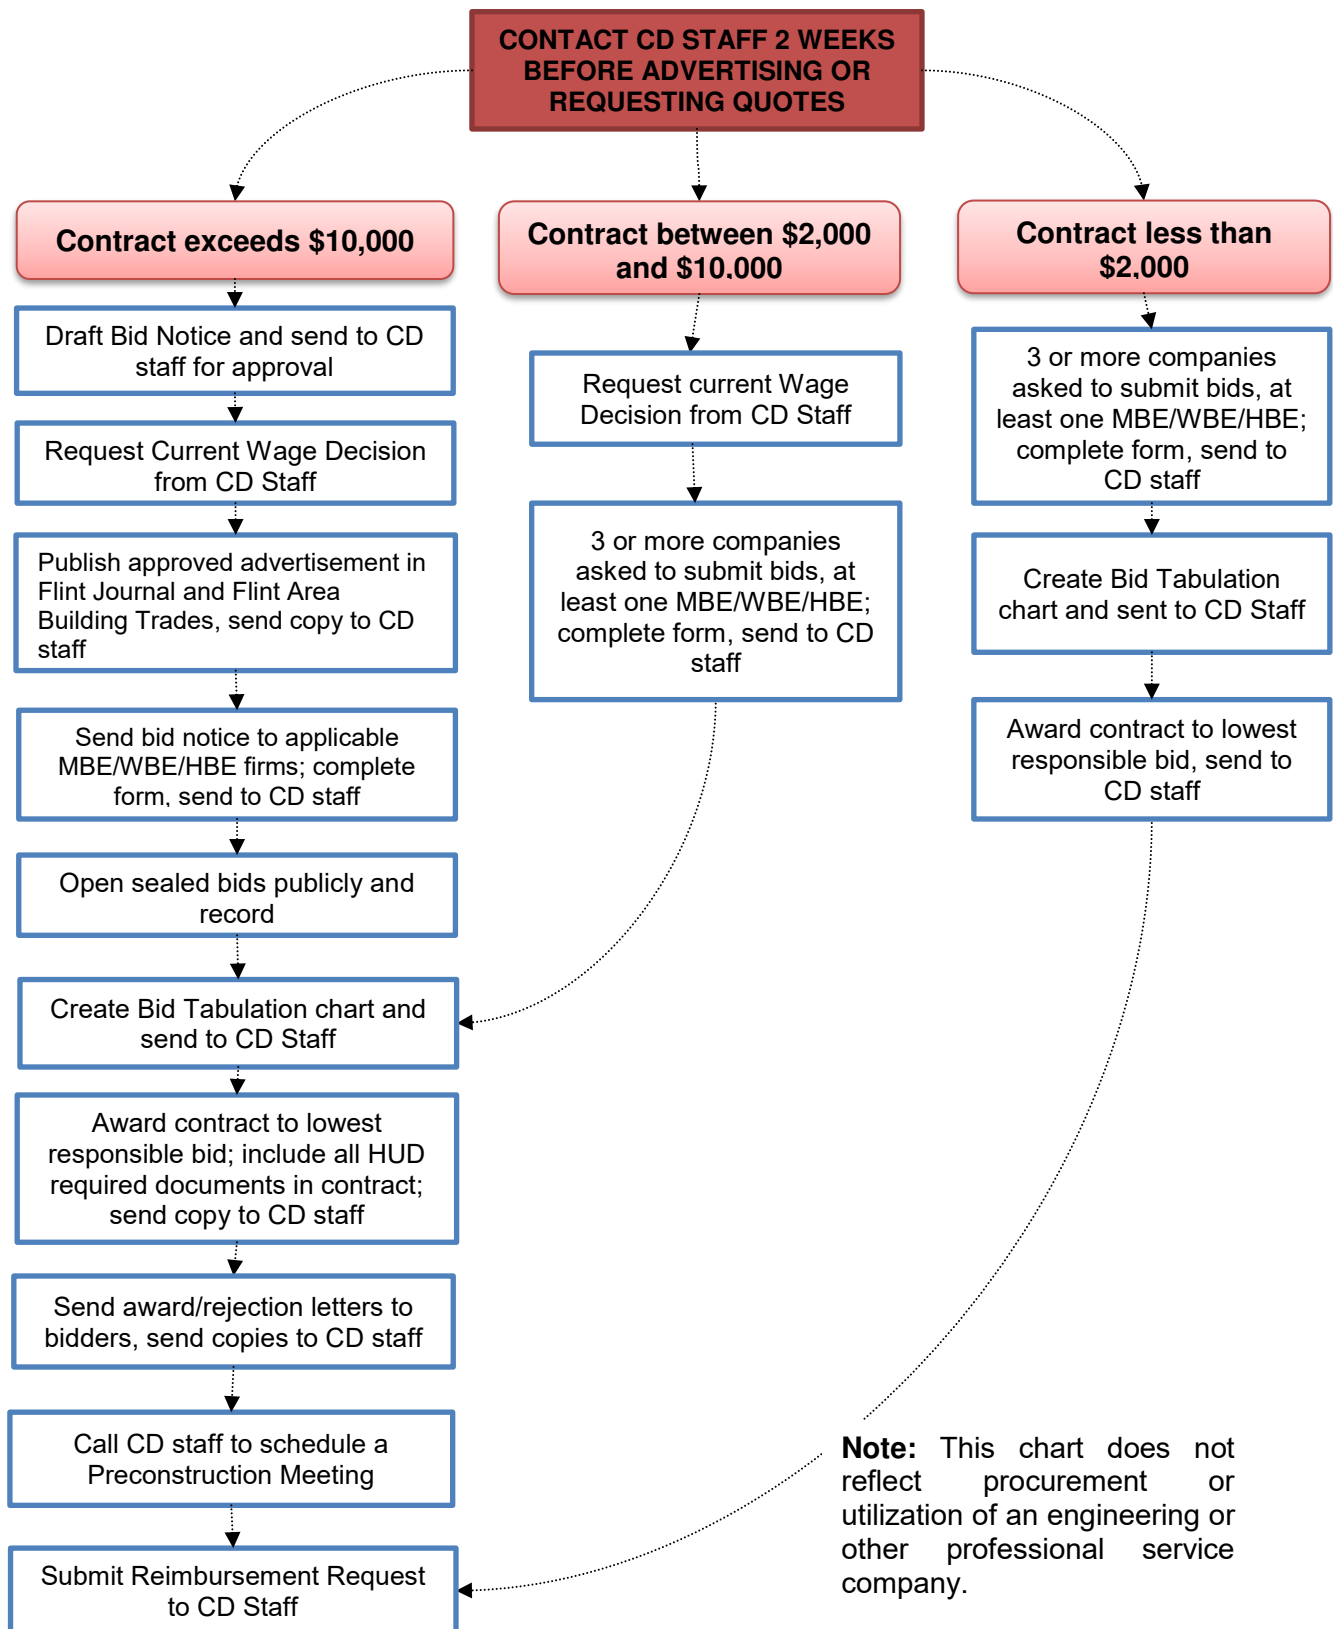 CONTACT CD STAFF 2 WEEKS
BEFORE ADVERTISING OR
REQUESTING QUOTES
Contract exceeds $10,000
Draft Bid Notice and send to CD
staff for approval
Request Current Wage Decision
from CD Staff
Publish approved advertisement in
Flint Journal and Flint Area
Building Trades, send copy to CD
staff
Send bid notice to applicable
MBE/WBE/HBE firms; complete
form, send to CD staff
Open sealed bids publicly and
record
Create Bid Tabulation chart and
send to CD Staff
Award contract to lowest
responsible bid; include all HUD
required documents in contract;
send copy to CD staff
Send award/rejection letters to
bidders, send copies to CD staff
Call CD staff to schedule a
Preconstruction Meeting
Submit Reimbursement Request
to CD Staff
Contract between $2,000
and $10,000
Request current Wage
Decision from CD Staff
3 or more companies
asked to submit bids, at
least one MBE/WBE/HBE;
complete form, send to CD
staff
Contract less than
$2,000
3 or more companies
asked to submit bids, at
least one MBE/WBE/HBE;
complete form, send to
CD staff
Create Bid Tabulation
chart and sent to CD Staff
Award contract to lowest
responsible bid, send to
CD staff
Note: This chart does not
reflect procurement or
utilization of an engineering or
other professional service
company.